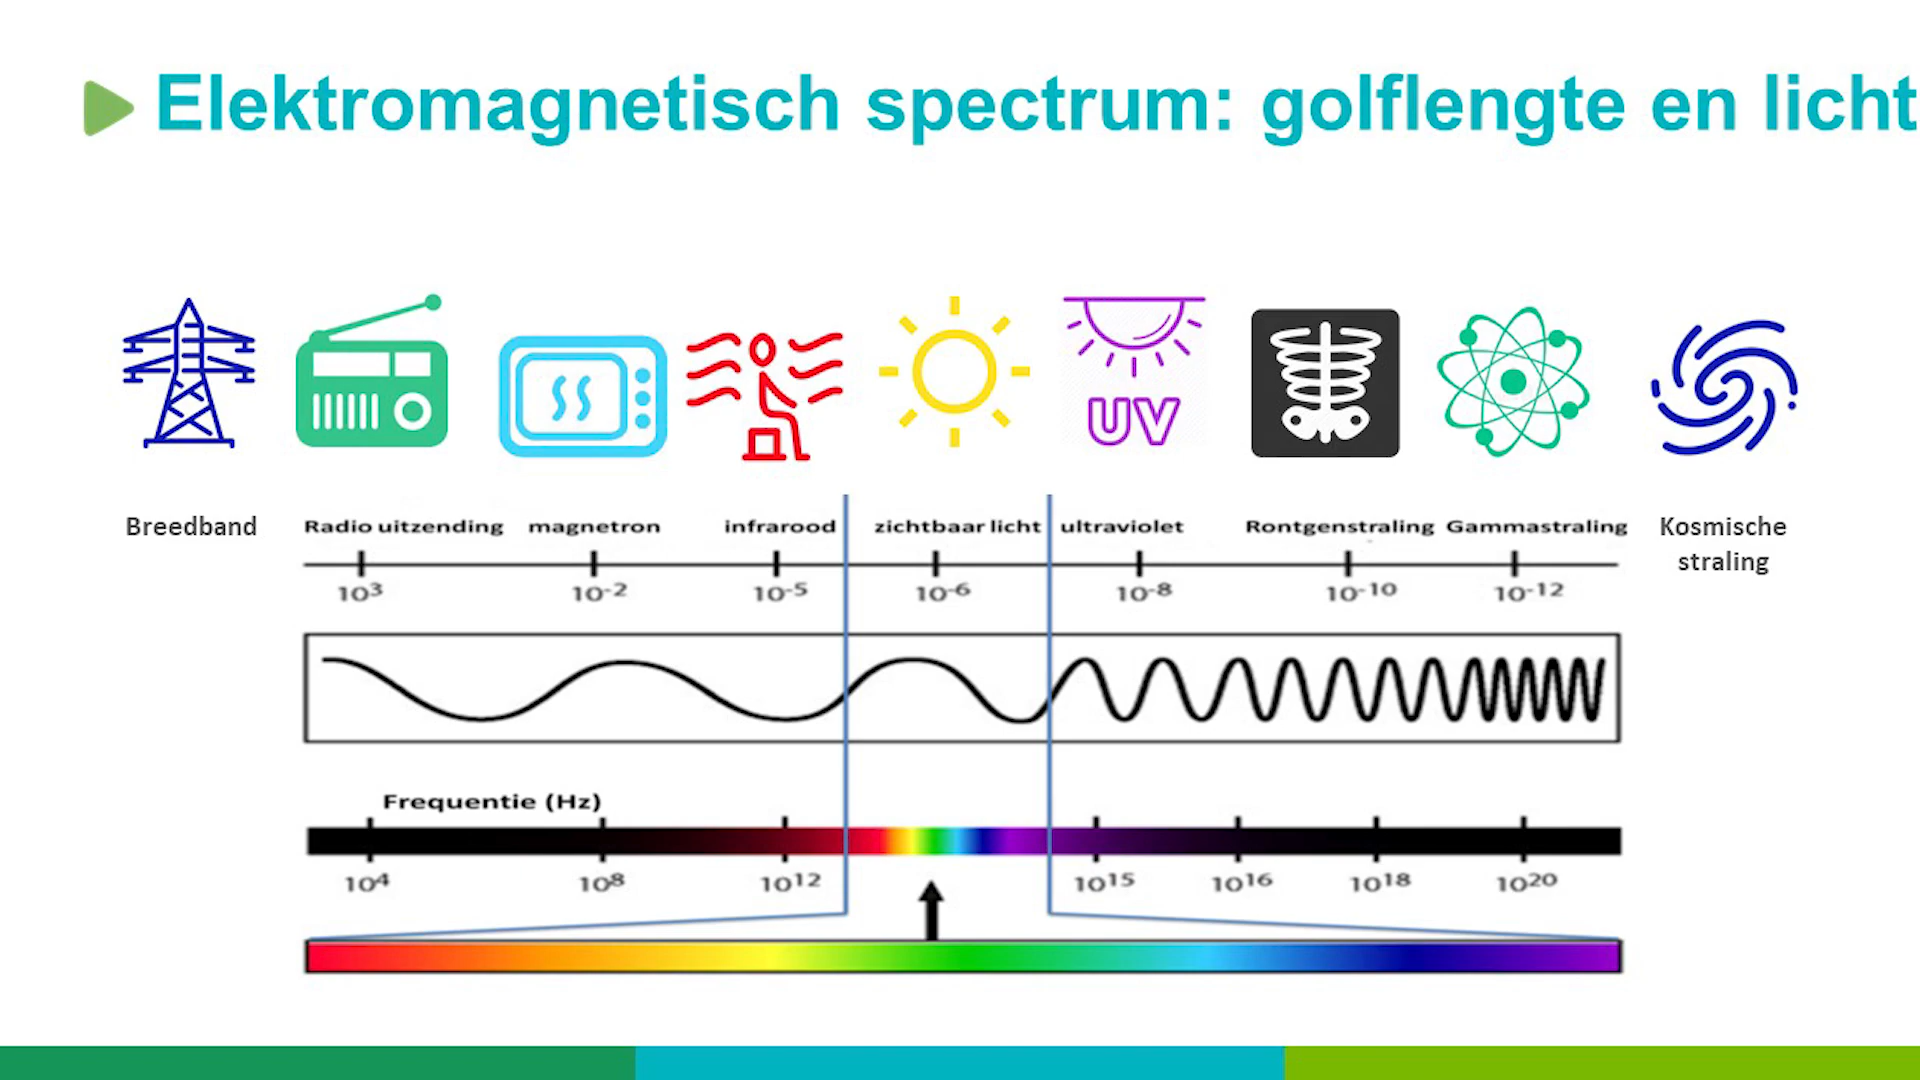 Elektromagnetisch spectrum: golflengte en licht
UV
Breedband Radio uitzending magnetron infrarood zichtbaar licht ultraviolet Rontgenstraling Gammastraling Kosmische
straling
10³ 10⁻² 10⁻⁵ 10⁻⁶ 10⁻⁸ 10⁻¹⁰ 10⁻¹²
Frequentie (Hz)
10⁴ 10⁸ 10¹² 10¹⁵ 10¹⁶ 10¹⁸ 10²⁰